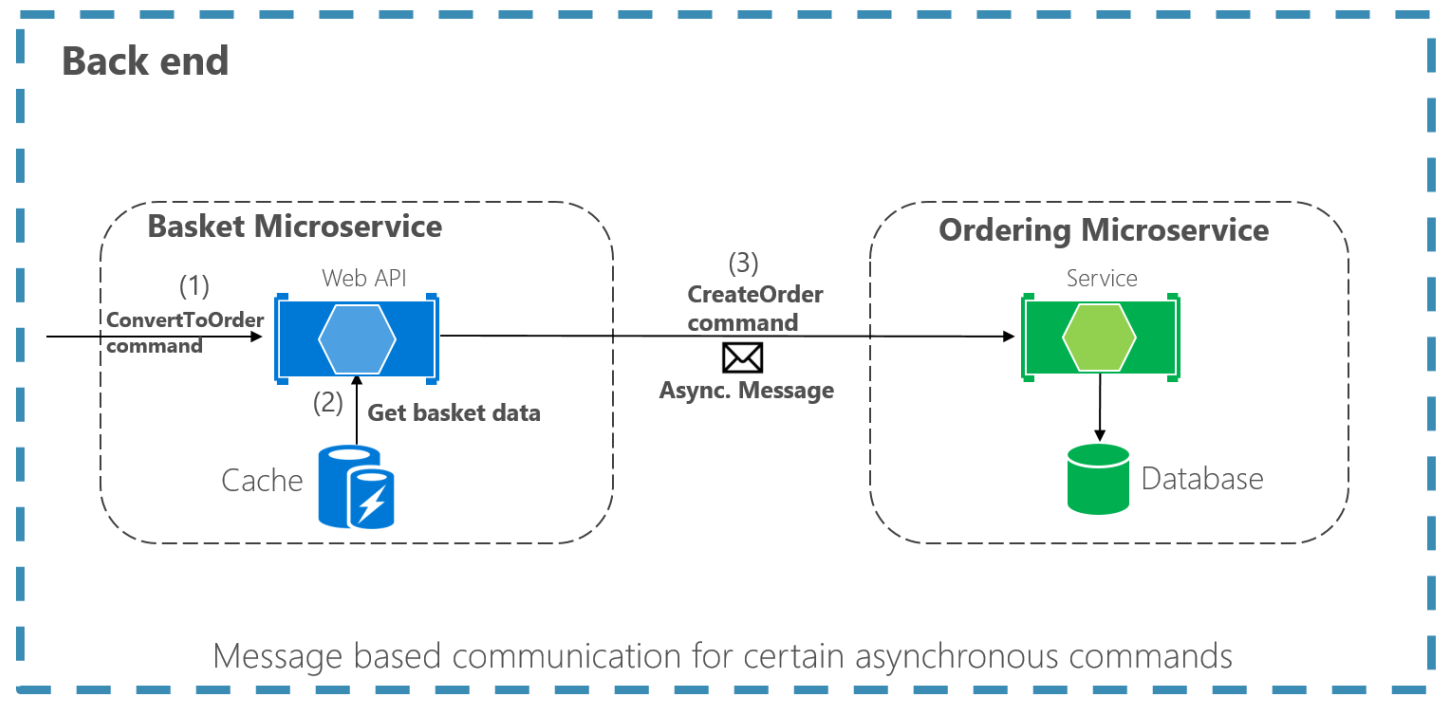 Back end
Basket Microservice
Ordering Microservice
(1)
Web API
(3)
Service
ConvertToOrder
command
CreateOrder
command
(2)
Get basket data
Async. Message
Cache
Database
Message based communication for certain asynchronous commands